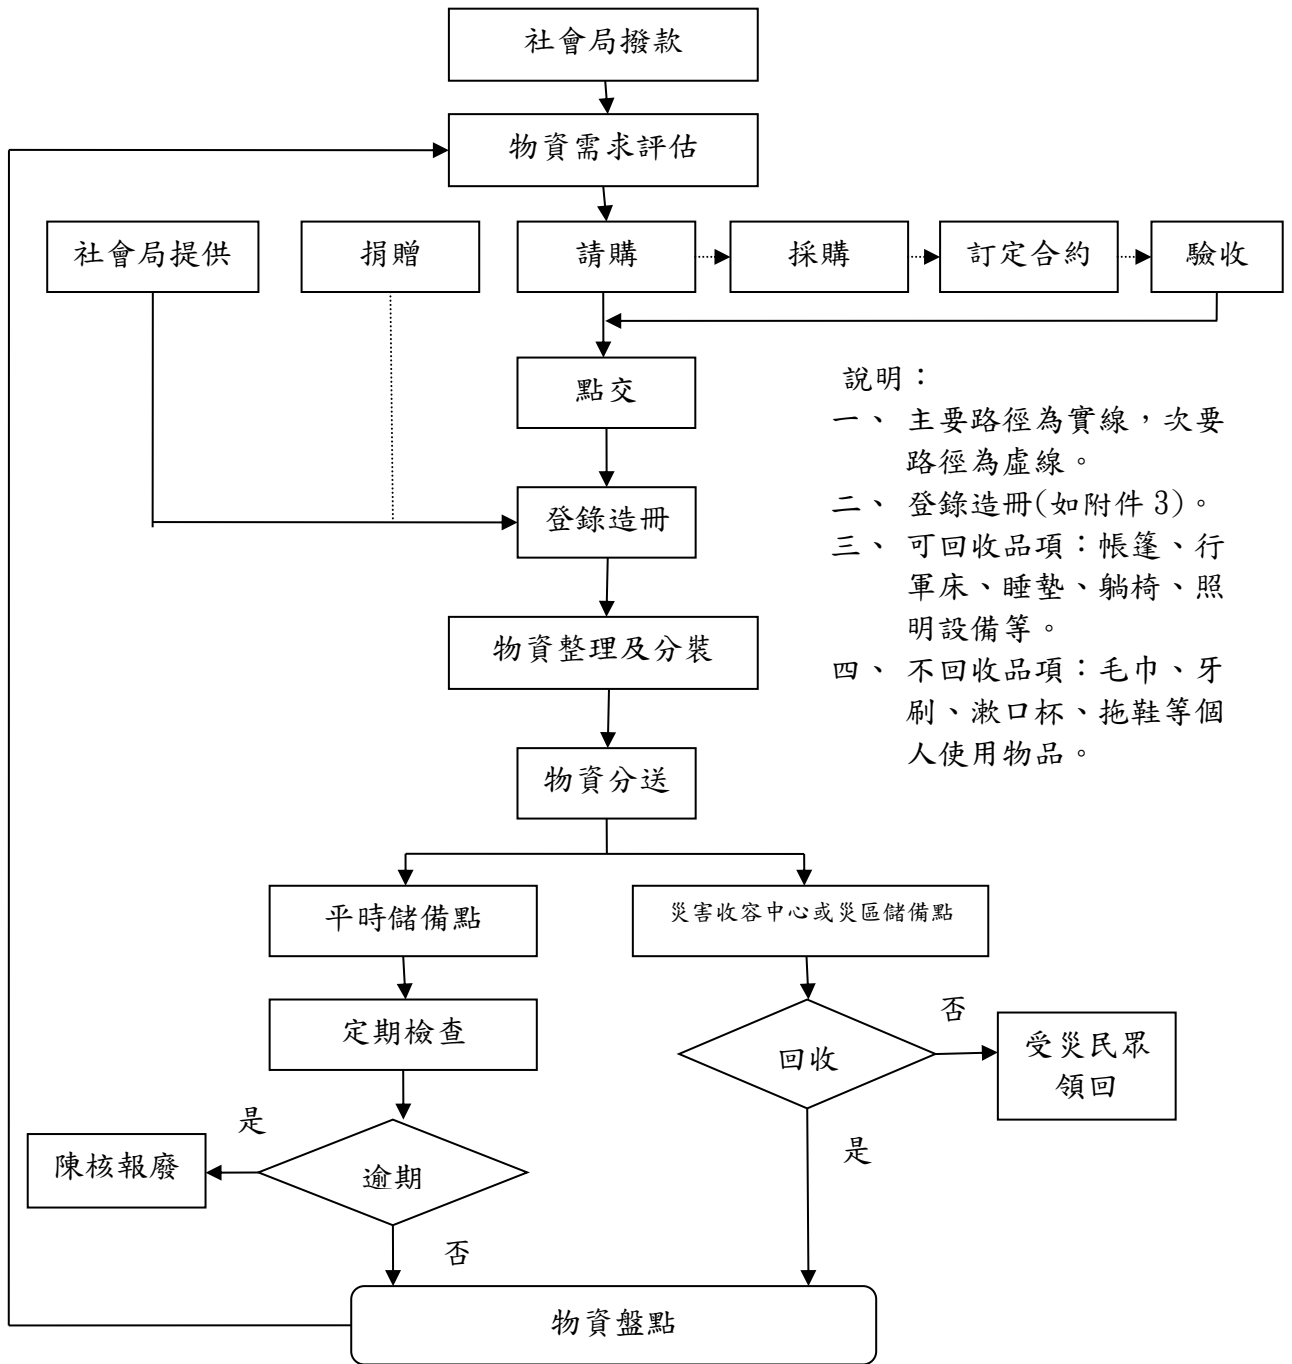 社會局撥款
物資需求評估
社會局提供
捐贈
請購
採購
訂定合約
驗收
點交
說明：
一、 主要路徑為實線，次要
路徑為虛線。
二、 登錄造冊(如附件 3)。
三、 可回收品項：帳篷、行
軍床、睡墊、躺椅、照
明設備等。
四、 不回收品項：毛巾、牙
刷、漱口杯、拖鞋等個
人使用物品。
登錄造冊
物資整理及分裝
物資分送
平時儲備點
災害收容中心或災區儲備點
定期檢查
回收
否
受災民眾
領回
是
陳核報廢
逾期
是
否
物資盤點